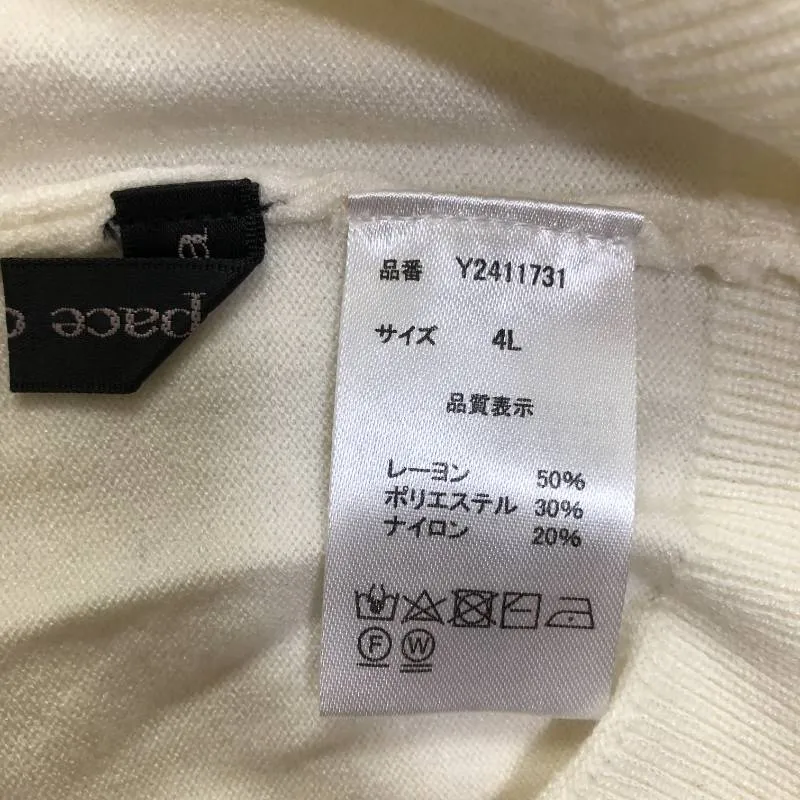 a
pace
品番 Y2411731
サイズ 4L
品質表示
レーヨン 50%
ポリエステル 30%
ナイロン 20%
F W